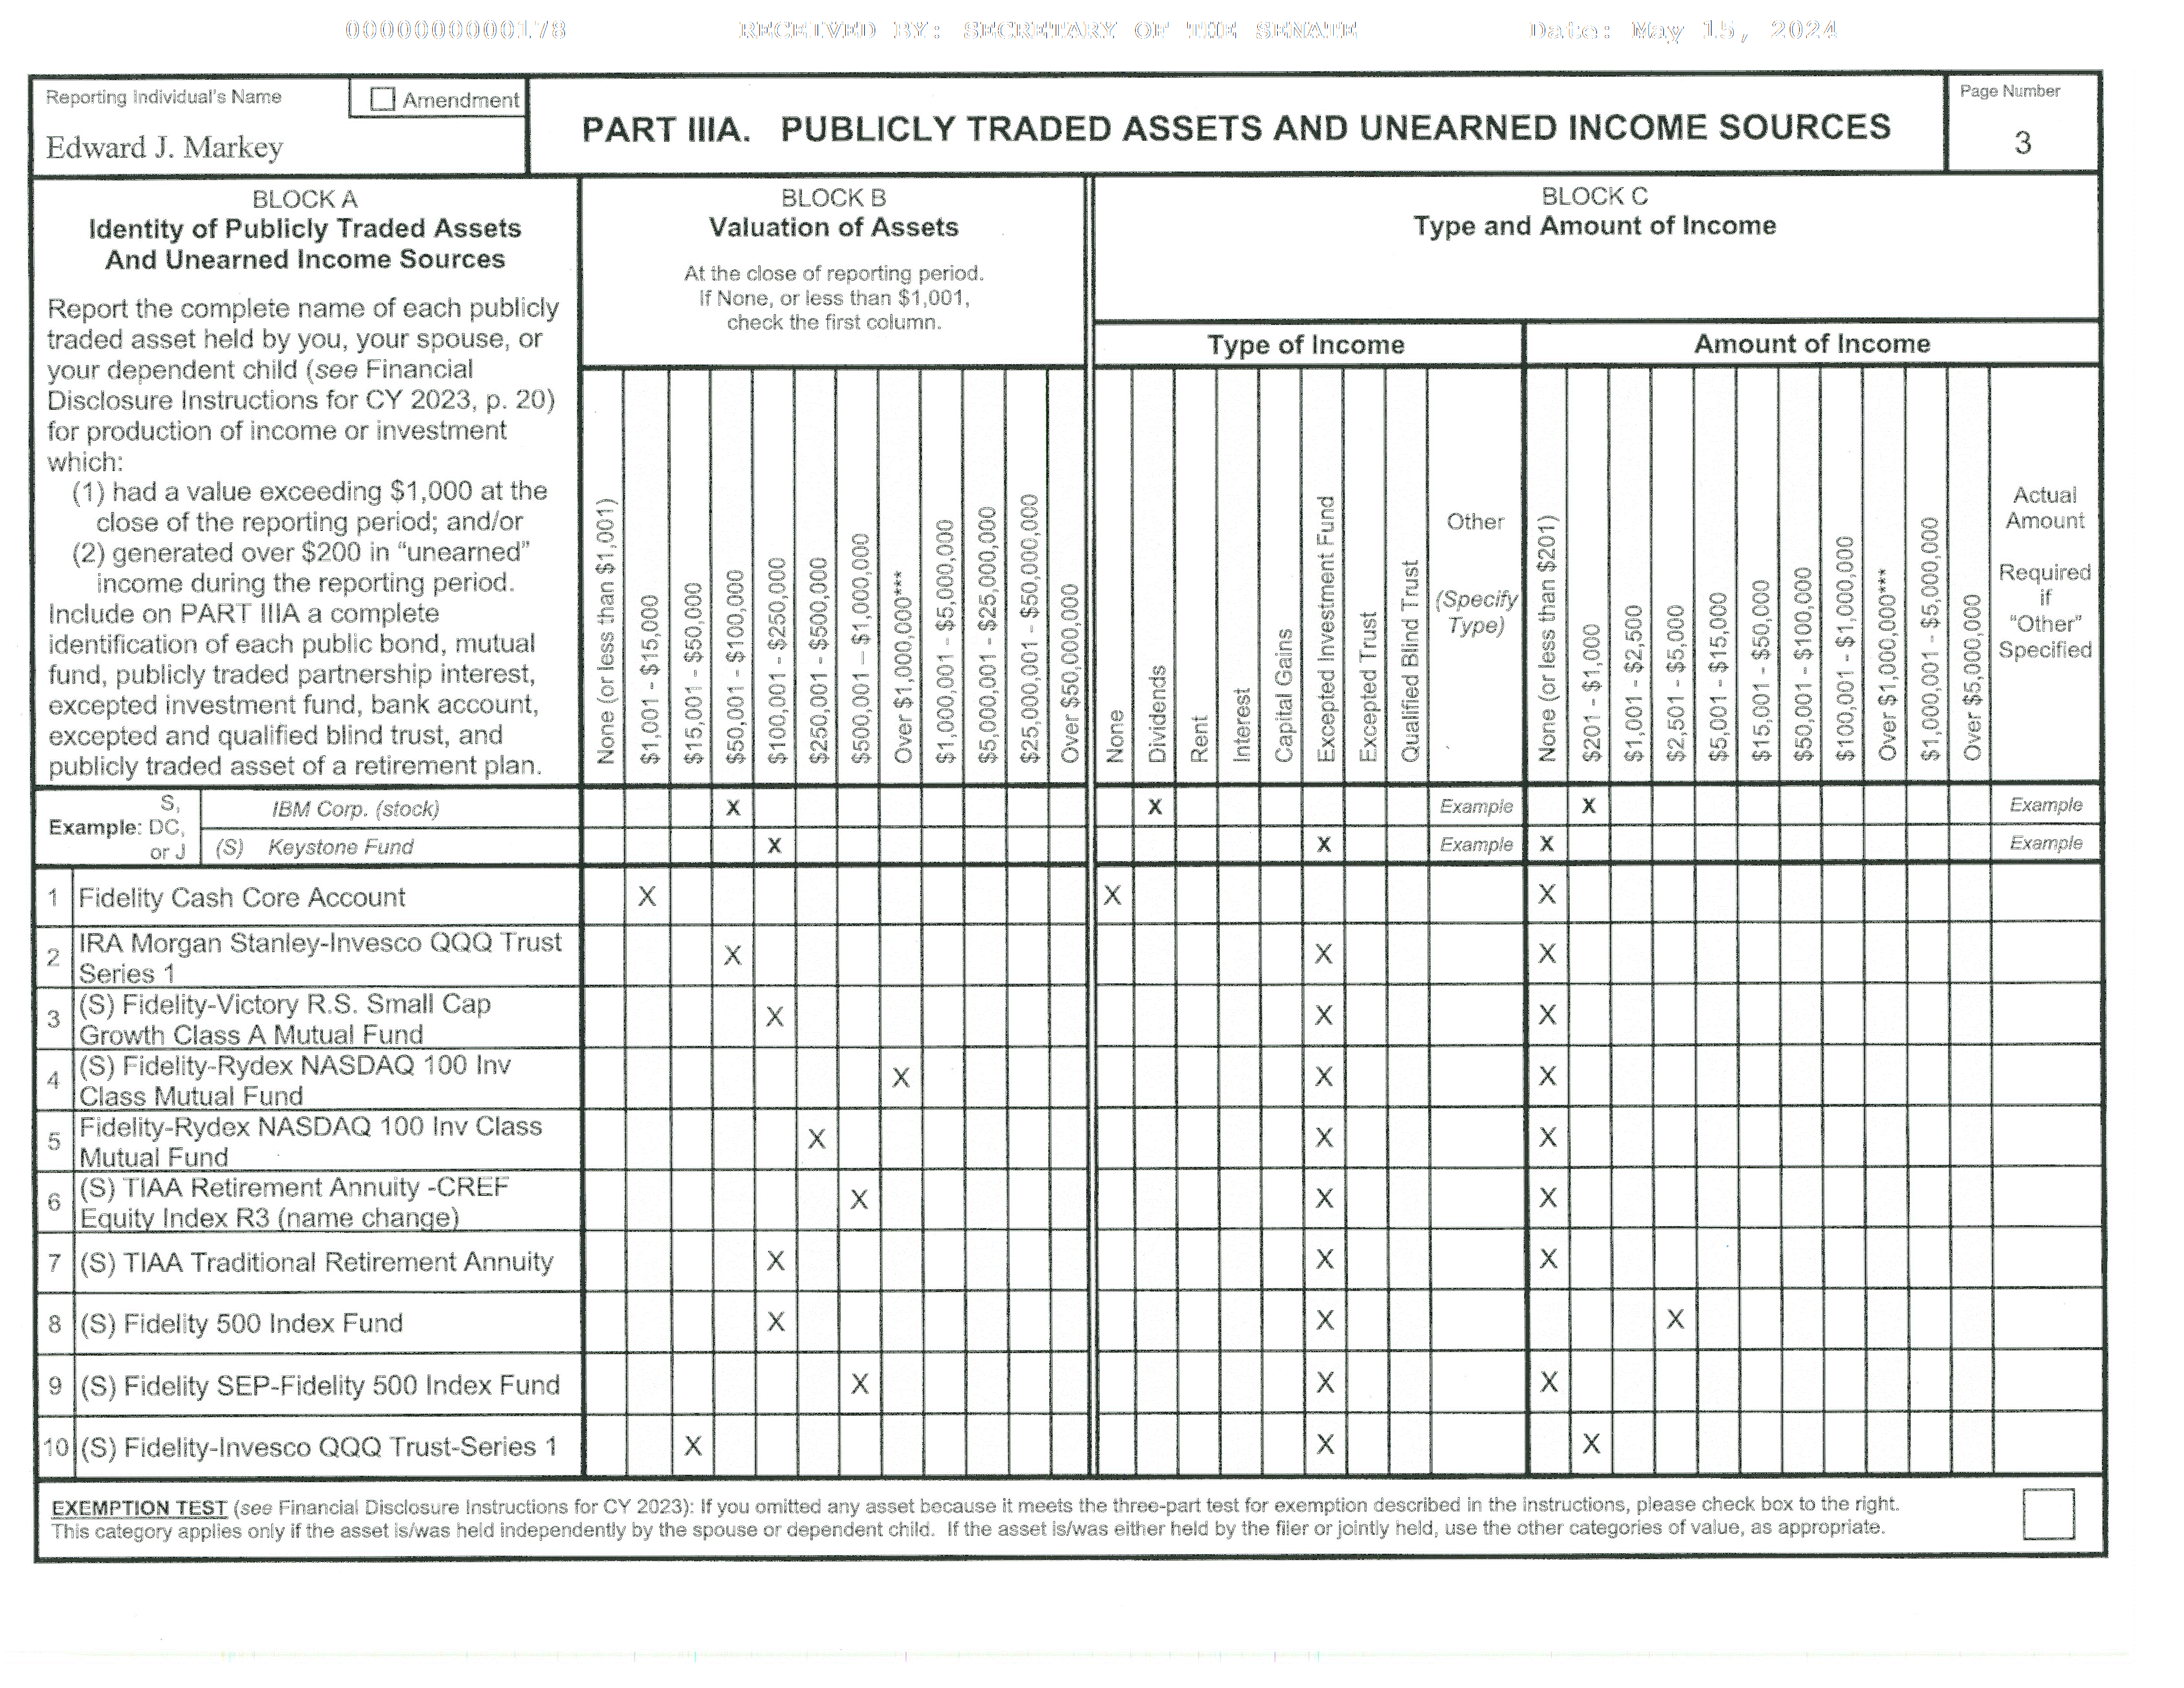 0000000000178 RECEIVED BY: SECRETARY OF THE SENATE Date: May 15, 2024
Reporting Individual's Name
Amendment
Edward J. Markey
PART IIIA. PUBLICLY TRADED ASSETS AND UNEARNED INCOME SOURCES
Page Number
3
BLOCK A
Identity of Publicly Traded Assets
And Unearned Income Sources
Report the complete name of each publicly
traded asset held by you, your spouse, or
your dependent child (see Financial
Disclosure Instructions for CY 2023, p. 20)
for production of income or investment
which:
(1) had a value exceeding $1,000 at the
close of the reporting period; and/or
(2) generated over $200 in “unearned”
income during the reporting period.
Include on PART IIIA a complete
identification of each public bond, mutual
fund, publicly traded partnership interest,
excepted investment fund, bank account,
excepted and qualified blind trust, and
publicly traded asset of a retirement plan.
BLOCK B
Valuation of Assets
At the close of reporting period.
If None, or less than $1,001,
check the first column.
None (or less than $1,001)
$1,001 - $15,000
$15,001 - $50,000
$50,001 - $100,000
$100,001 - $250,000
$250,001 - $500,000
$500,001 – $1,000,000
Over $1,000,000***
$1,000,001 - $5,000,000
$5,000,001 - $25,000,000
$25,000,001 - $50,000,000
Over $50,000,000
BLOCK C
Type and Amount of Income
Type of Income
None
Dividends
Rent
Interest
Capital Gains
Excepted Investment Fund
Excepted Trust
Qualified Blind Trust
Other
(Specify
Type)
Amount of Income
None (or less than $201)
$201 - $1,000
$1,001 - $2,500
$2,501 - $5,000
$5,001 - $15,000
$15,001 - $50,000
$50,001 - $100,000
$100,001 - $1,000,000
Over $1,000,000***
$1,000,001 - $5,000,000
Over $5,000,000
Actual
Amount
Required
if
“Other”
Specified
Example:
S,
DC,
or J
IBM Corp. (stock) X X Example X Example
(S) Keystone Fund X X Example X Example
1 Fidelity Cash Core Account X X X
2 IRA Morgan Stanley-Invesco QQQ Trust
Series 1 X X X
3 (S) Fidelity-Victory R.S. Small Cap
Growth Class A Mutual Fund X X X
4 (S) Fidelity-Rydex NASDAQ 100 Inv
Class Mutual Fund X X X
5 Fidelity-Rydex NASDAQ 100 Inv Class
Mutual Fund X X X
6 (S) TIAA Retirement Annuity -CREF
Equity Index R3 (name change) X X X
7 (S) TIAA Traditional Retirement Annuity X X X
8 (S) Fidelity 500 Index Fund X X X
9 (S) Fidelity SEP-Fidelity 500 Index Fund X X X
10 (S) Fidelity-Invesco QQQ Trust-Series 1 X X X
EXEMPTION TEST (see Financial Disclosure Instructions for CY 2023): If you omitted any asset because it meets the three-part test for exemption described in the instructions, please check box to the right.
This category applies only if the asset is/was held independently by the spouse or dependent child. If the asset is/was either held by the filer or jointly held, use the other categories of value, as appropriate.